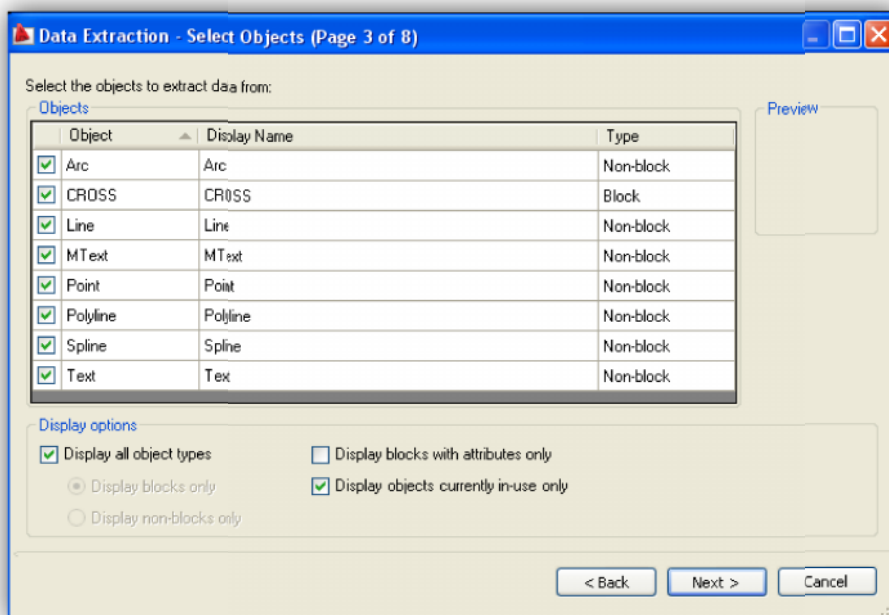 Data Extraction - Select Objects (Page 3 of 8)
Select the objects to extract daa from:
Objects
Preview
Object Display Name Type
Arc Arc Non-block
CROSS CROSS Block
Line Line Non-block
MText MText Non-block
Point Point Non-block
Polyline Polyline Non-block
Spline Spline Non-block
Text Tex Non-block
Display options
Display all object types Display blocks with attributes only
Display blocks only Display objects currently in-use only
Display non-blocks only
< Back Next > Cancel